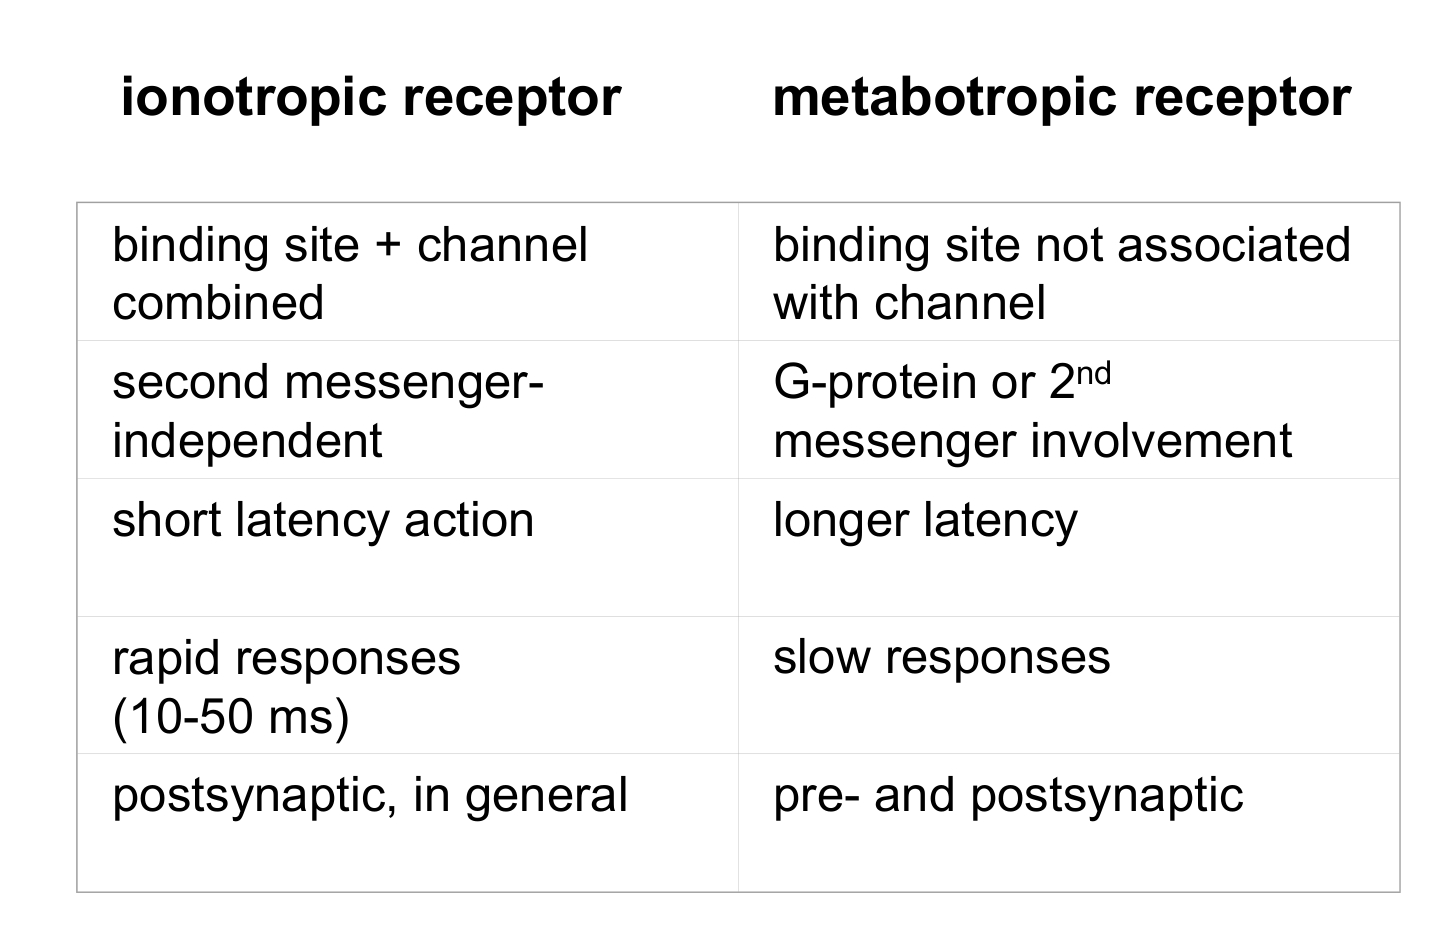 ionotropic receptor
metabotropic receptor
binding site + channel
combined
binding site not associated
with channel
second messenger-
independent
G-protein or 2nd
messenger involvement
short latency action
longer latency
rapid responses
(10-50 ms)
slow responses
postsynaptic, in general
pre- and postsynaptic